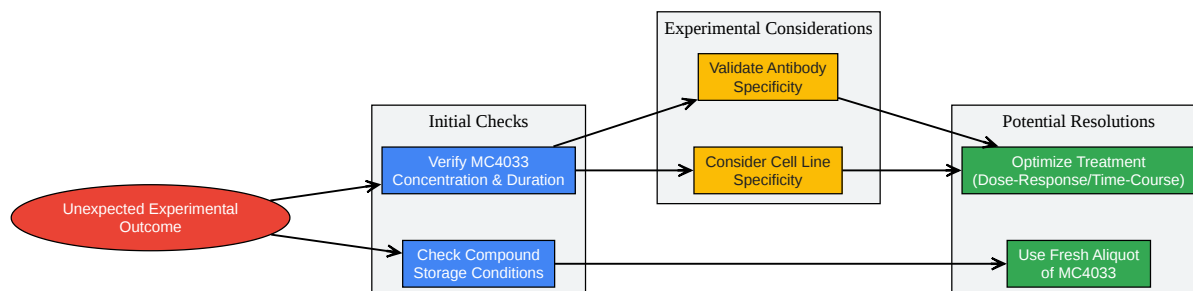 Experimental Considerations
Validate Antibody
Specificity
Initial Checks
Potential Resolutions
Verify MC4033
Concentration & Duration
Consider Cell Line
Specificity
Optimize Treatment
(Dose-Response/Time-Course)
Unexpected Experimental
Outcome
Check Compound
Storage Conditions
Use Fresh Aliquot
of MC4033